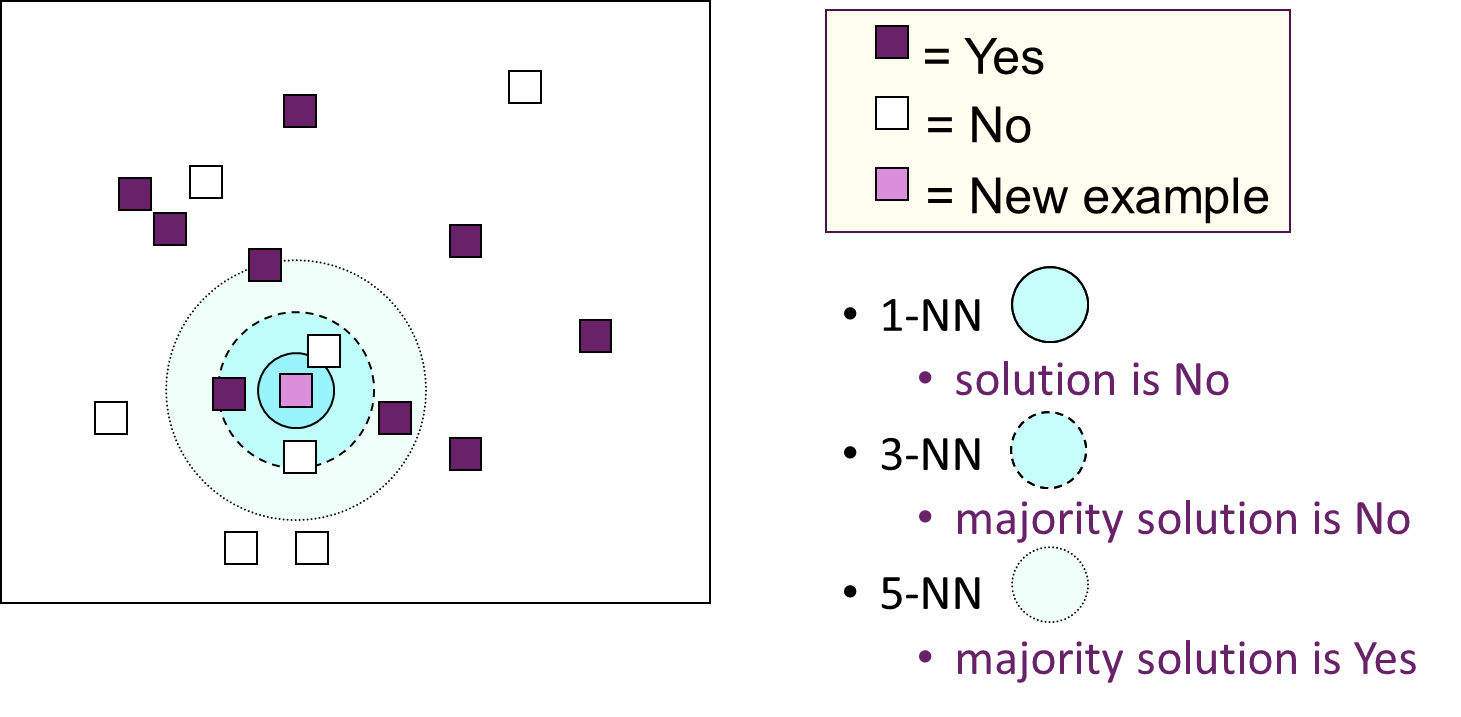 = Yes
= No
= New example
• 1-NN
• solution is No
• 3-NN
• majority solution is No
• 5-NN
• majority solution is Yes